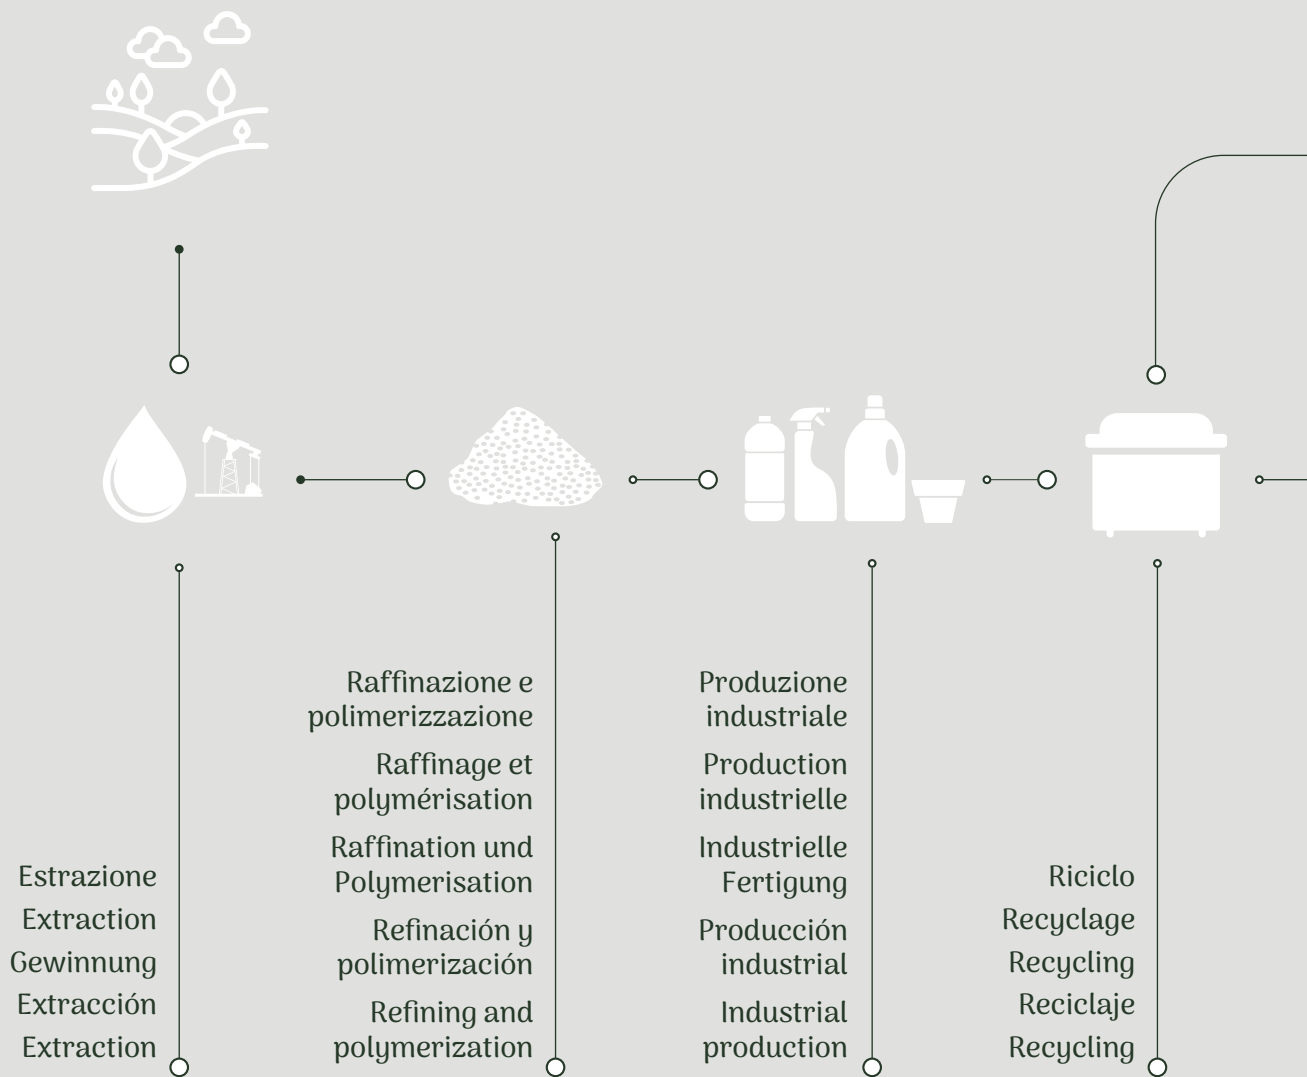 Estrazione
Extraction
Gewinnung
Extracción
Extraction
Raffinazione e
polimerizzazione
Raffinage et
polymérisation
Raffination und
Polymerisation
Refinación y
polimerización
Refining and
polymerization
Produzione
industriale
Production
industrielle
Industrielle
Fertigung
Producción
industrial
Industrial
production
Riciclo
Recyclage
Recycling
Reciclaje
Recycling